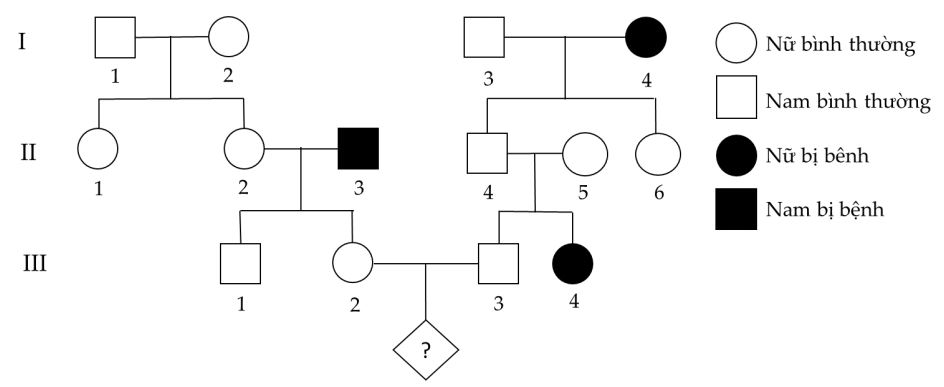 I
1
2
3
4
Nữ bình thường
Nam bình thường
II
1
2
3
4
5
6
Nữ bị bênh
Nam bị bệnh
III
1
2
3
4
?